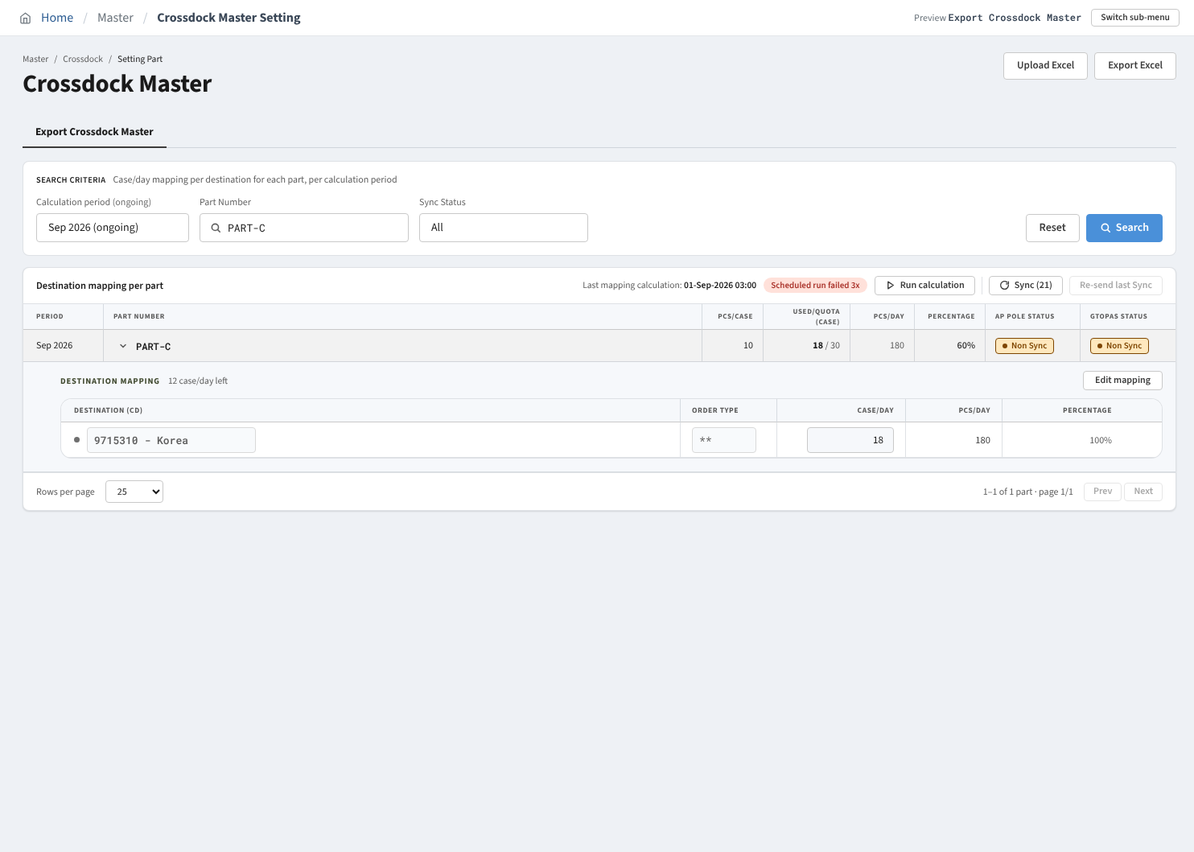 Home / Master / Crossdock Master Setting
Preview Export Crossdock Master Switch sub-menu
Master / Crossdock / Setting Part
Crossdock Master
Upload Excel Export Excel
Export Crossdock Master
SEARCH CRITERIA Case/day mapping per destination for each part, per calculation period
Calculation period (ongoing) Part Number Sync Status
Sep 2026 (ongoing) PART-C All Reset Search
Destination mapping per part Last mapping calculation: 01-Sep-2026 03:00 Scheduled run failed 3x Run calculation Sync (21) Re-send last Sync
PERIOD PART NUMBER PCS/CASE USED/QUOTA (CASE) PCS/DAY PERCENTAGE AP POLE STATUS GTOPAS STATUS
Sep 2026 PART-C 10 18 / 30 180 60% Non Sync Non Sync
DESTINATION MAPPING 12 case/day left Edit mapping
DESTINATION (CD) ORDER TYPE CASE/DAY PCS/DAY PERCENTAGE
9715310 - Korea ** 18 180 100%
Rows per page 25 1–1 of 1 part · page 1/1 Prev Next